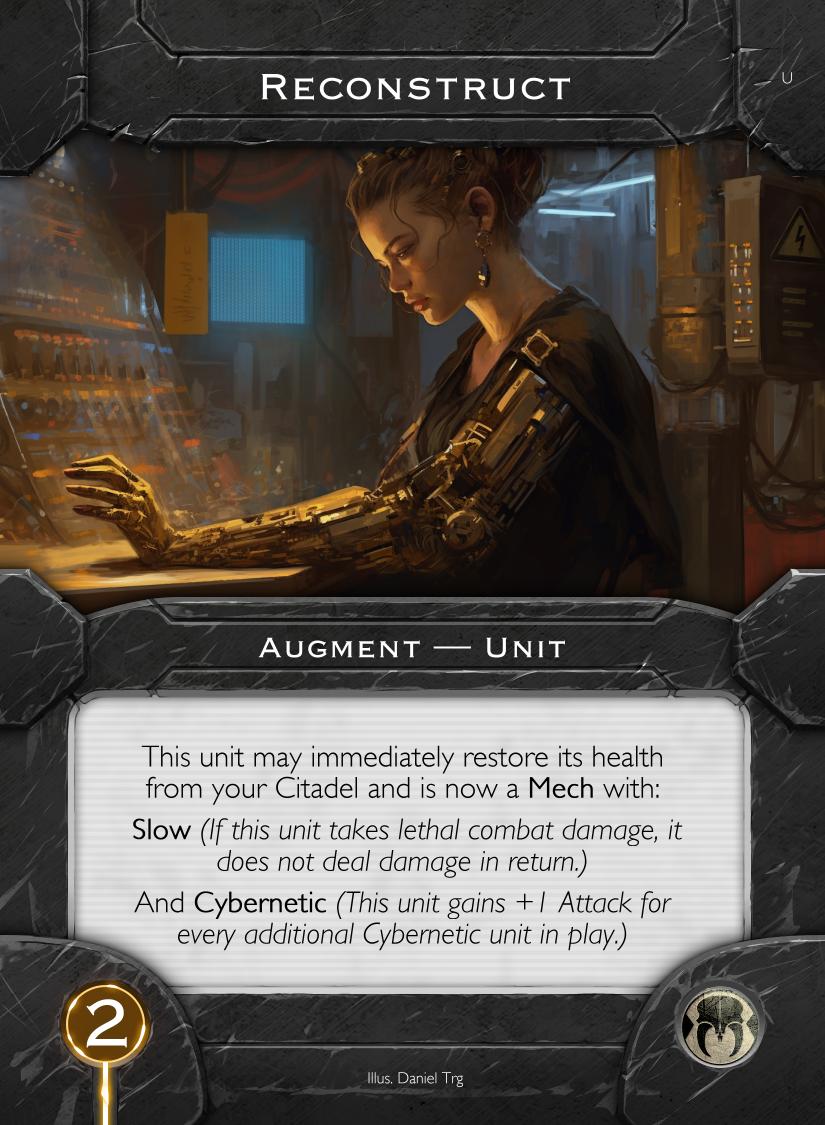 Reconstruct
U
Augment — Unit
This unit may immediately restore its health
from your Citadel and is now a Mech with:
Slow (If this unit takes lethal combat damage, it
does not deal damage in return.)
And Cybernetic (This unit gains +1 Attack for
every additional Cybernetic unit in play.)
2
Illus. Daniel Trg